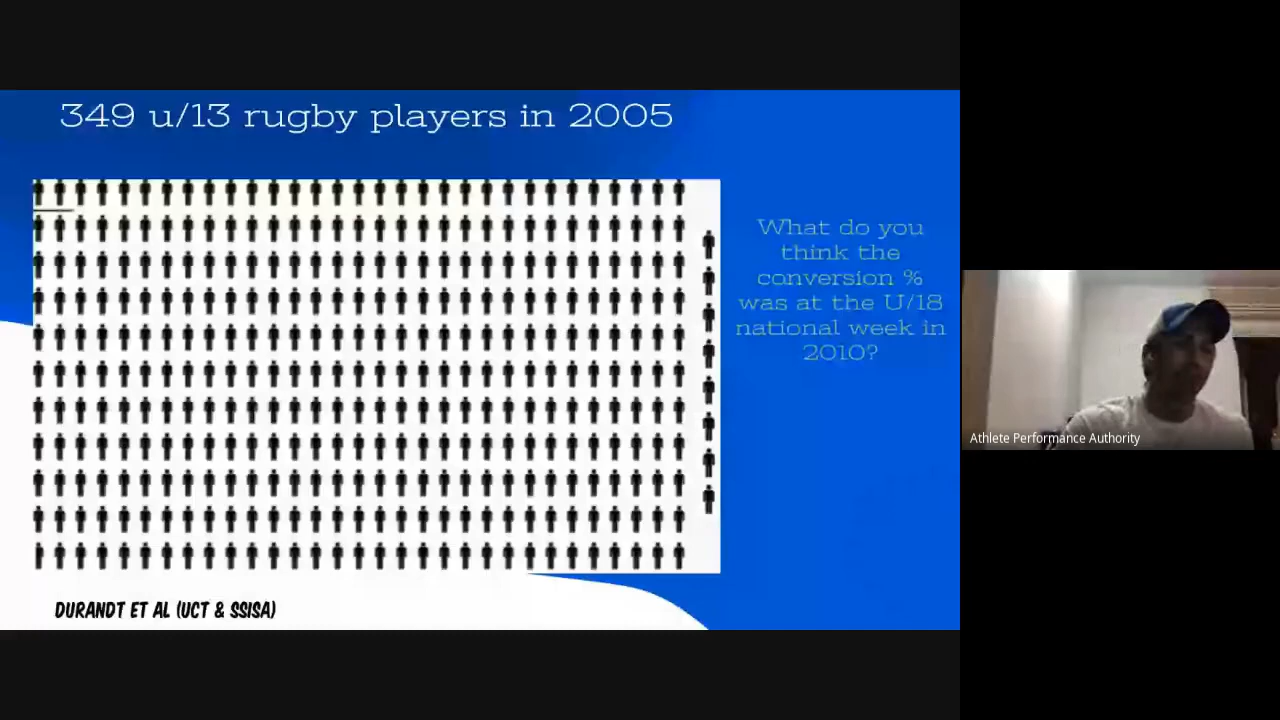 349 u/13 rugby players in 2005
What do you
think the
conversion %
was at the U/18
national week in
2010?
DURANDT ET AL (UCT & SSISA)
Athlete Performance Authority